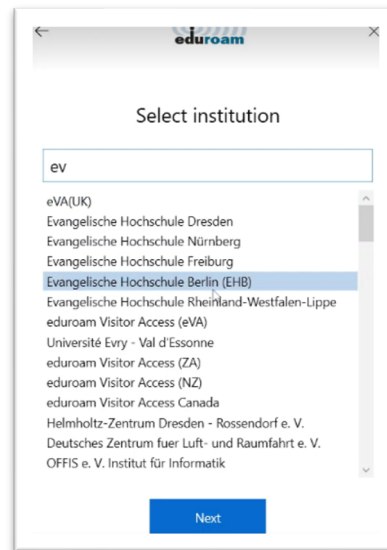 eduroam
Select institution
ev
eVA(UK)
Evangelische Hochschule Dresden
Evangelische Hochschule Nürnberg
Evangelische Hochschule Freiburg
Evangelische Hochschule Berlin (EHB)
Evangelische Hochschule Rheinland-Westfalen-Lippe
eduroam Visitor Access (eVA)
Université Evry - Val d'Essonne
eduroam Visitor Access (ZA)
eduroam Visitor Access (NZ)
eduroam Visitor Access Canada
Helmholtz-Zentrum Dresden - Rossendorf e. V.
Deutsches Zentrum fuer Luft- und Raumfahrt e. V.
OFFIS e. V. Institut für Informatik
Next